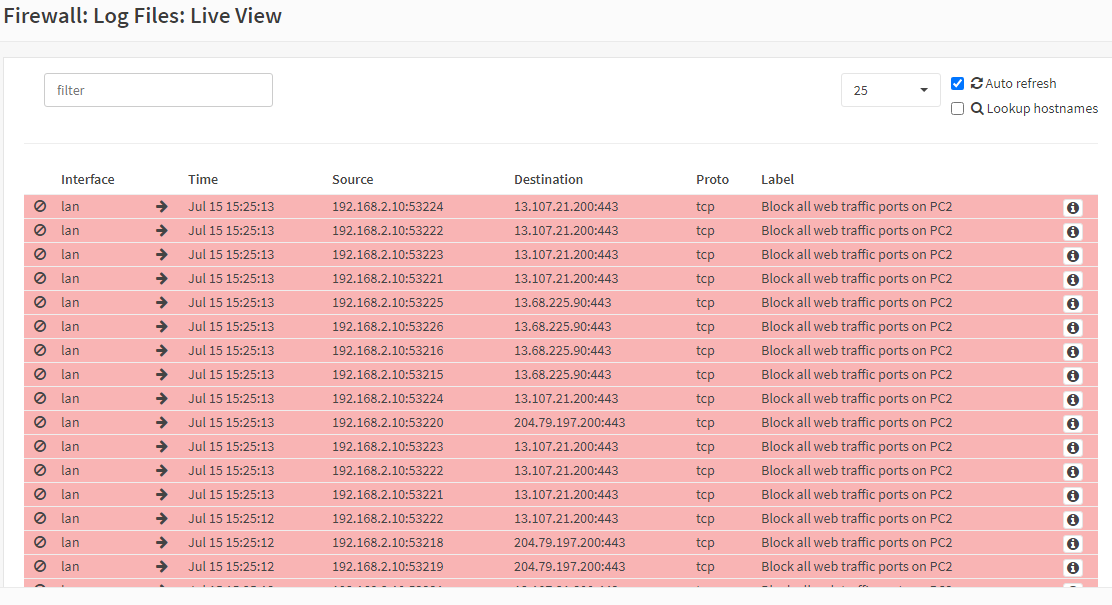 Firewall: Log Files: Live View
filter
25
Auto refresh
Lookup hostnames
Interface Time Source Destination Proto Label
lan Jul 15 15:25:13 192.168.2.10:53224 13.107.21.200:443 tcp Block all web traffic ports on PC2
lan Jul 15 15:25:13 192.168.2.10:53222 13.107.21.200:443 tcp Block all web traffic ports on PC2
lan Jul 15 15:25:13 192.168.2.10:53223 13.107.21.200:443 tcp Block all web traffic ports on PC2
lan Jul 15 15:25:13 192.168.2.10:53221 13.107.21.200:443 tcp Block all web traffic ports on PC2
lan Jul 15 15:25:13 192.168.2.10:53225 13.68.225.90:443 tcp Block all web traffic ports on PC2
lan Jul 15 15:25:13 192.168.2.10:53226 13.68.225.90:443 tcp Block all web traffic ports on PC2
lan Jul 15 15:25:13 192.168.2.10:53216 13.68.225.90:443 tcp Block all web traffic ports on PC2
lan Jul 15 15:25:13 192.168.2.10:53215 13.68.225.90:443 tcp Block all web traffic ports on PC2
lan Jul 15 15:25:13 192.168.2.10:53224 13.107.21.200:443 tcp Block all web traffic ports on PC2
lan Jul 15 15:25:13 192.168.2.10:53220 204.79.197.200:443 tcp Block all web traffic ports on PC2
lan Jul 15 15:25:13 192.168.2.10:53223 13.107.21.200:443 tcp Block all web traffic ports on PC2
lan Jul 15 15:25:13 192.168.2.10:53222 13.107.21.200:443 tcp Block all web traffic ports on PC2
lan Jul 15 15:25:13 192.168.2.10:53221 13.107.21.200:443 tcp Block all web traffic ports on PC2
lan Jul 15 15:25:12 192.168.2.10:53222 13.107.21.200:443 tcp Block all web traffic ports on PC2
lan Jul 15 15:25:12 192.168.2.10:53218 204.79.197.200:443 tcp Block all web traffic ports on PC2
lan Jul 15 15:25:12 192.168.2.10:53219 204.79.197.200:443 tcp Block all web traffic ports on PC2